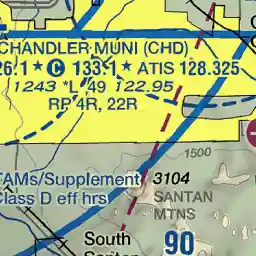 CHANDLER MUNI (CHD)
26.1 ★ C 133.1 ★ ATIS 128.325
1243 *L 49 122.95
RP 4R, 22R
1500
TAMs/Supplement
Class D eff hrs
3104
SANTAN
MTNS
South
90